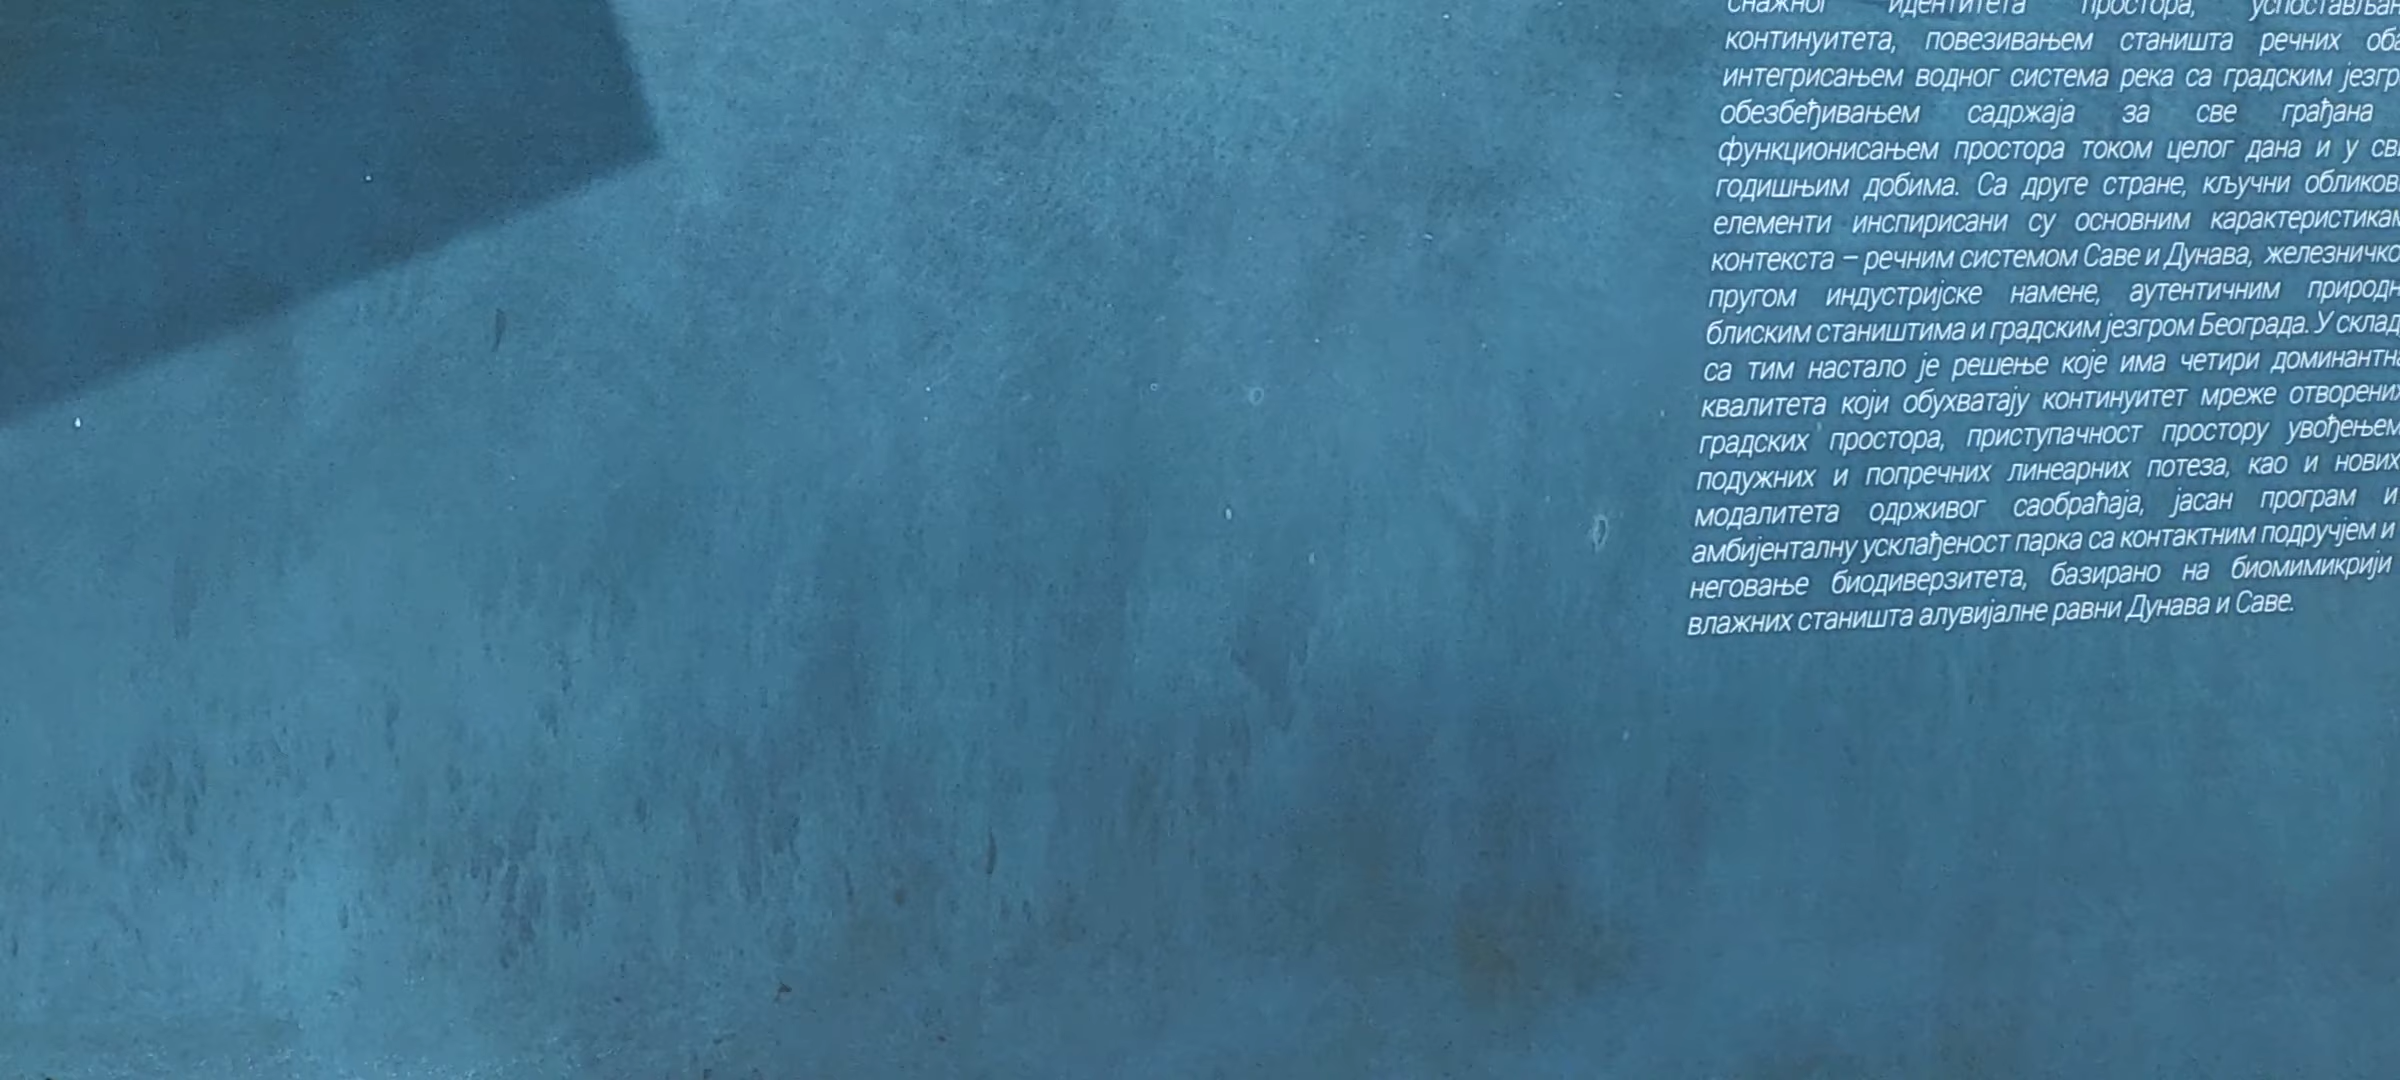 снажног идентитета простора,
континуитета, повезивањем станишта речних
интегрисањем водног система река са градским
обезбеђивањем садржаја за све грађана
функционисањем простора током целог дана и у
годишњим добима. Са друге стране, кључни
елементи инспирисани су основним
контекста – речним системом Саве и Дунава,
пругом индустријске намене, аутентичним
блиским стаништима и градским језгром Београда. У
са тим настало је решење које има четири
квалитета који обухватају континуитет мреже отворених
градских простора, приступачност простору увођењем
подужних и попречних линеарних потеза, као и нових
модалитета одрживог саобраћаја, јасан програм и
амбијенталну усклађеност парка са контактним подручјем и
неговање биодиверзитета, базирано на биомимикрији
влажних станишта алувијалне равни Дунава и Саве.